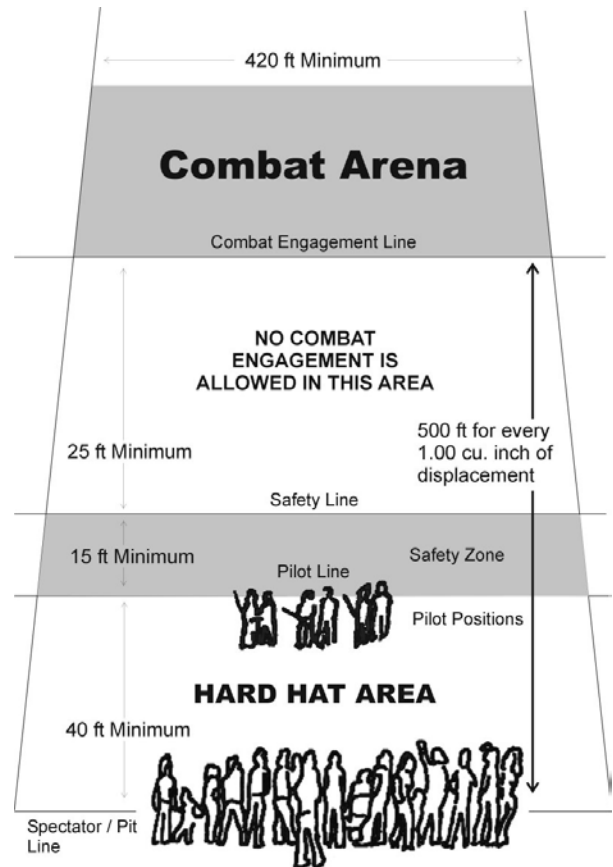 420 ft Minimum
Combat Arena
Combat Engagement Line
NO COMBAT
ENGAGEMENT IS
ALLOWED IN THIS AREA
500 ft for every
1.00 cu. inch of
displacement
25 ft Minimum
Safety Line
15 ft Minimum
Safety Zone
Pilot Line
Pilot Positions
HARD HAT AREA
40 ft Minimum
Spectator / Pit
Line